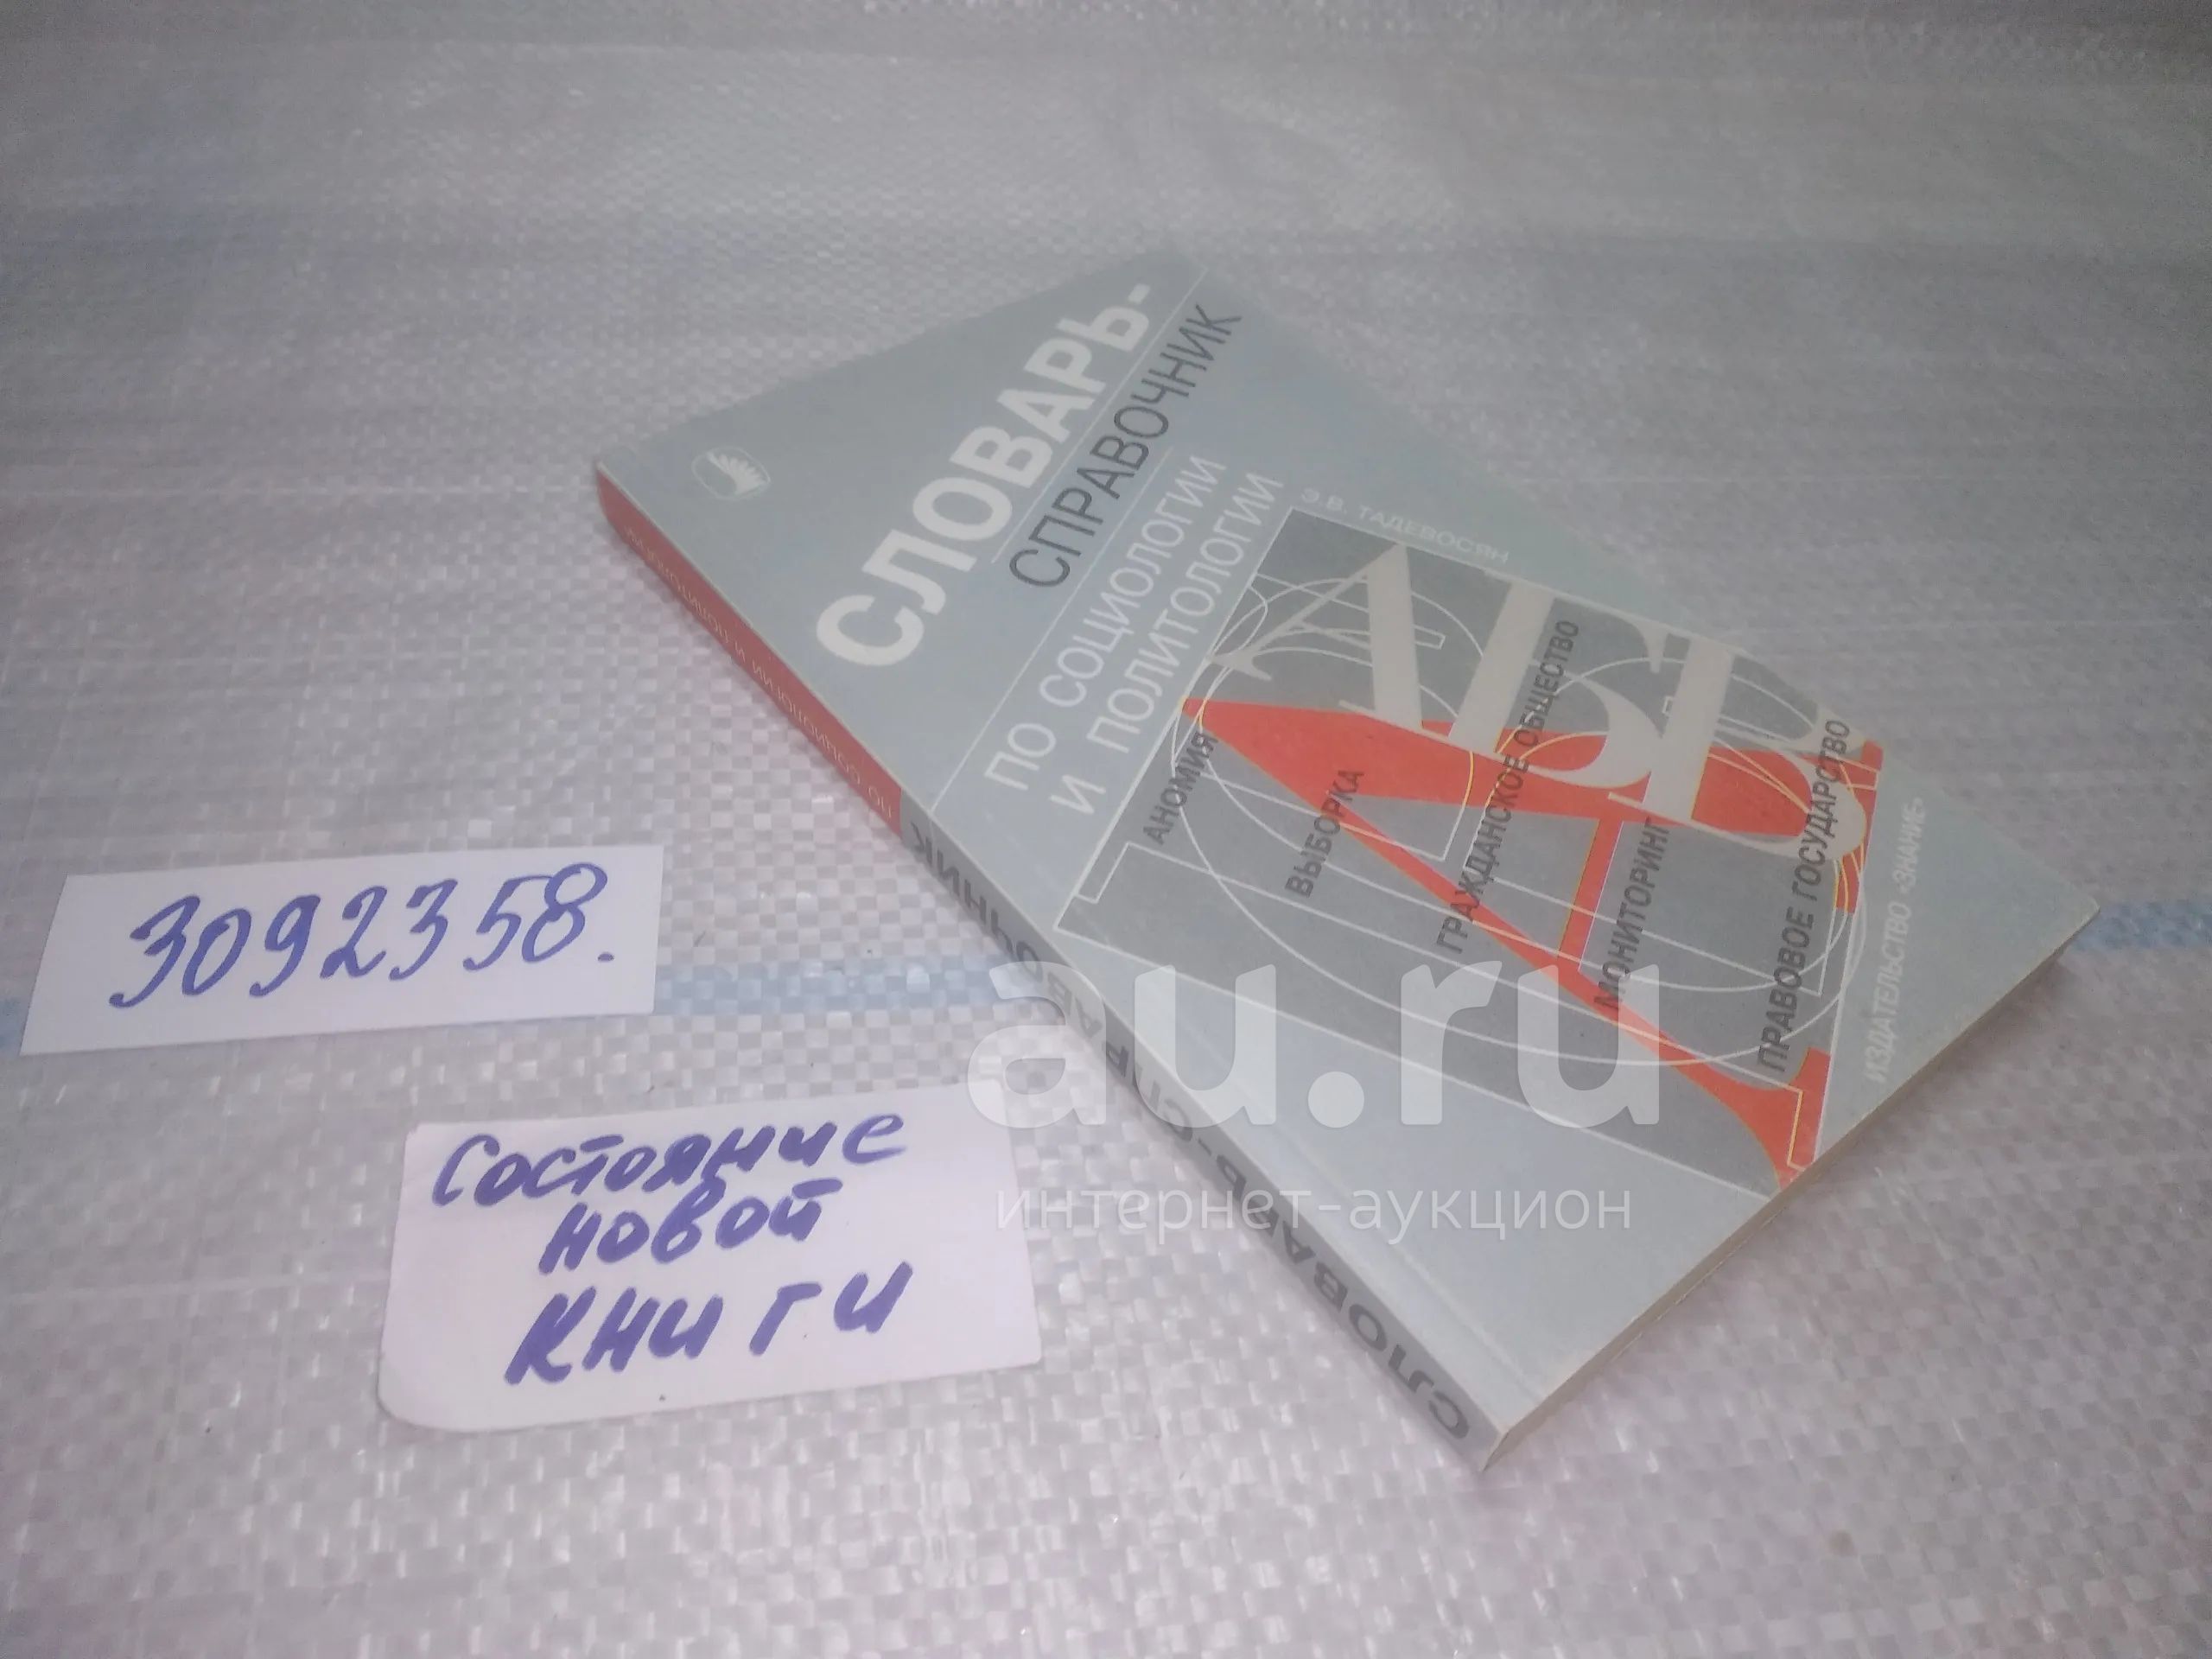 СЛОВАРЬ-
СПРАВОЧНИК
ПО СОЦИОЛОГИИ
И ПОЛИТОЛОГИИ
Э.В. ТАДЕВОСЯН
АБВ
АНОМИЯ
ВЫБОРКА
ГРАЖДАНСКОЕ ОБЩЕСТВО
МОНИТОРИНГ
ПРАВОВОЕ ГОСУДАРСТВО
ИЗДАТЕЛЬСТВО «ЗНАНИЕ»
СЛОВАРЬ-СПРАВОЧНИК
ПО СОЦИОЛОГИИ И ПОЛИТОЛОГИИ
3092358.
Состояние
новой
книги
au.ru
интернет-аукцион